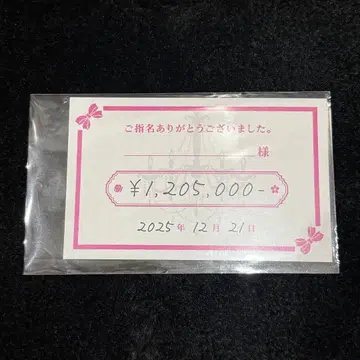 ご指名ありがとうございました。
様
¥1,205,000-
2025年 12月 21日